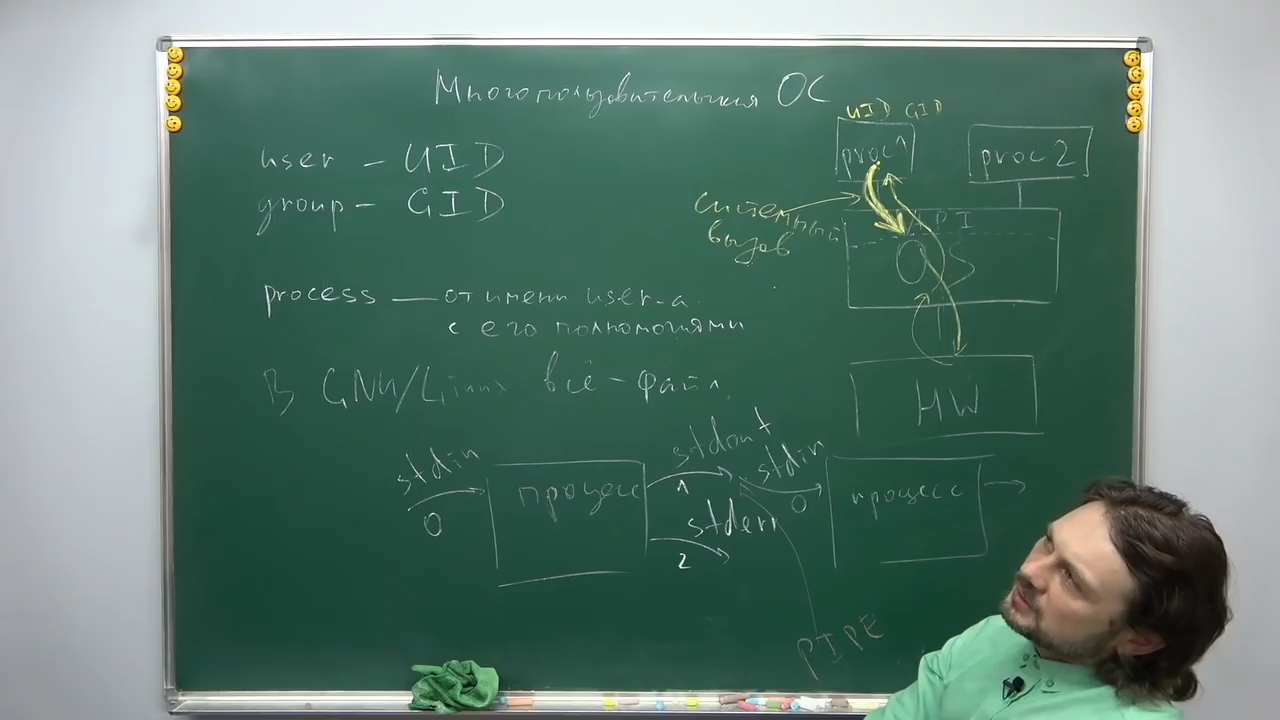 Многопользовательская ОС
user - UID
group - GID
process — от имени user-а
с его полномочиями
В GNU/Linux всё - файл.
UID GID
proc 1
proc 2
системный
вызов
API
OS
HW
stdin
0
процесс
stdout
1
stderr
2
stdin
0
процесс
PIPE